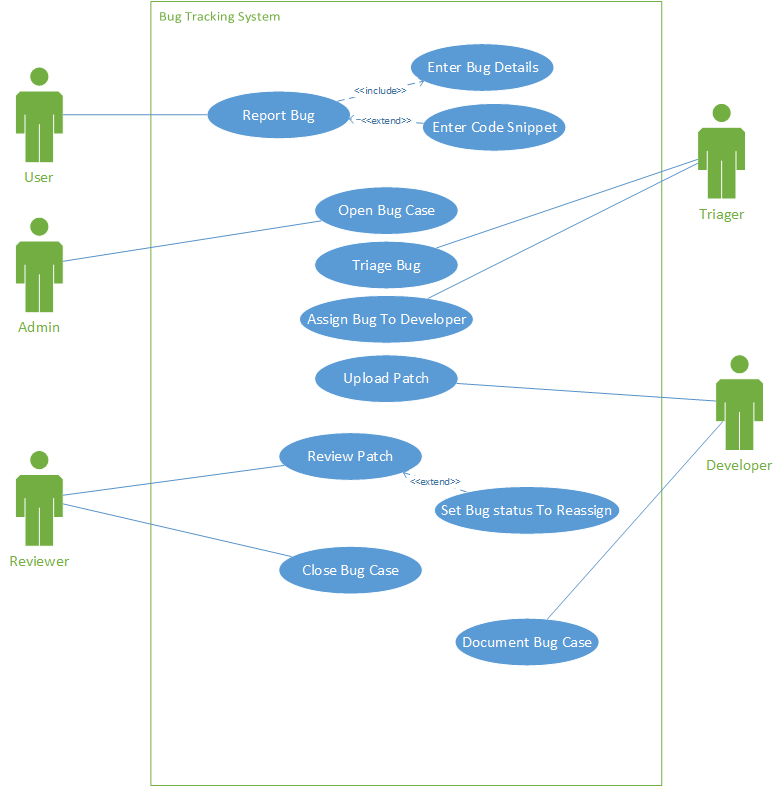 Bug Tracking System
Enter Bug Details
<<include>>
Report Bug
<<extend>>
Enter Code Snippet
User
Triager
Open Bug Case
Triage Bug
Admin
Assign Bug To Developer
Upload Patch
Review Patch
Developer
<<extend>>
Set Bug status To Reassign
Reviewer
Close Bug Case
Document Bug Case